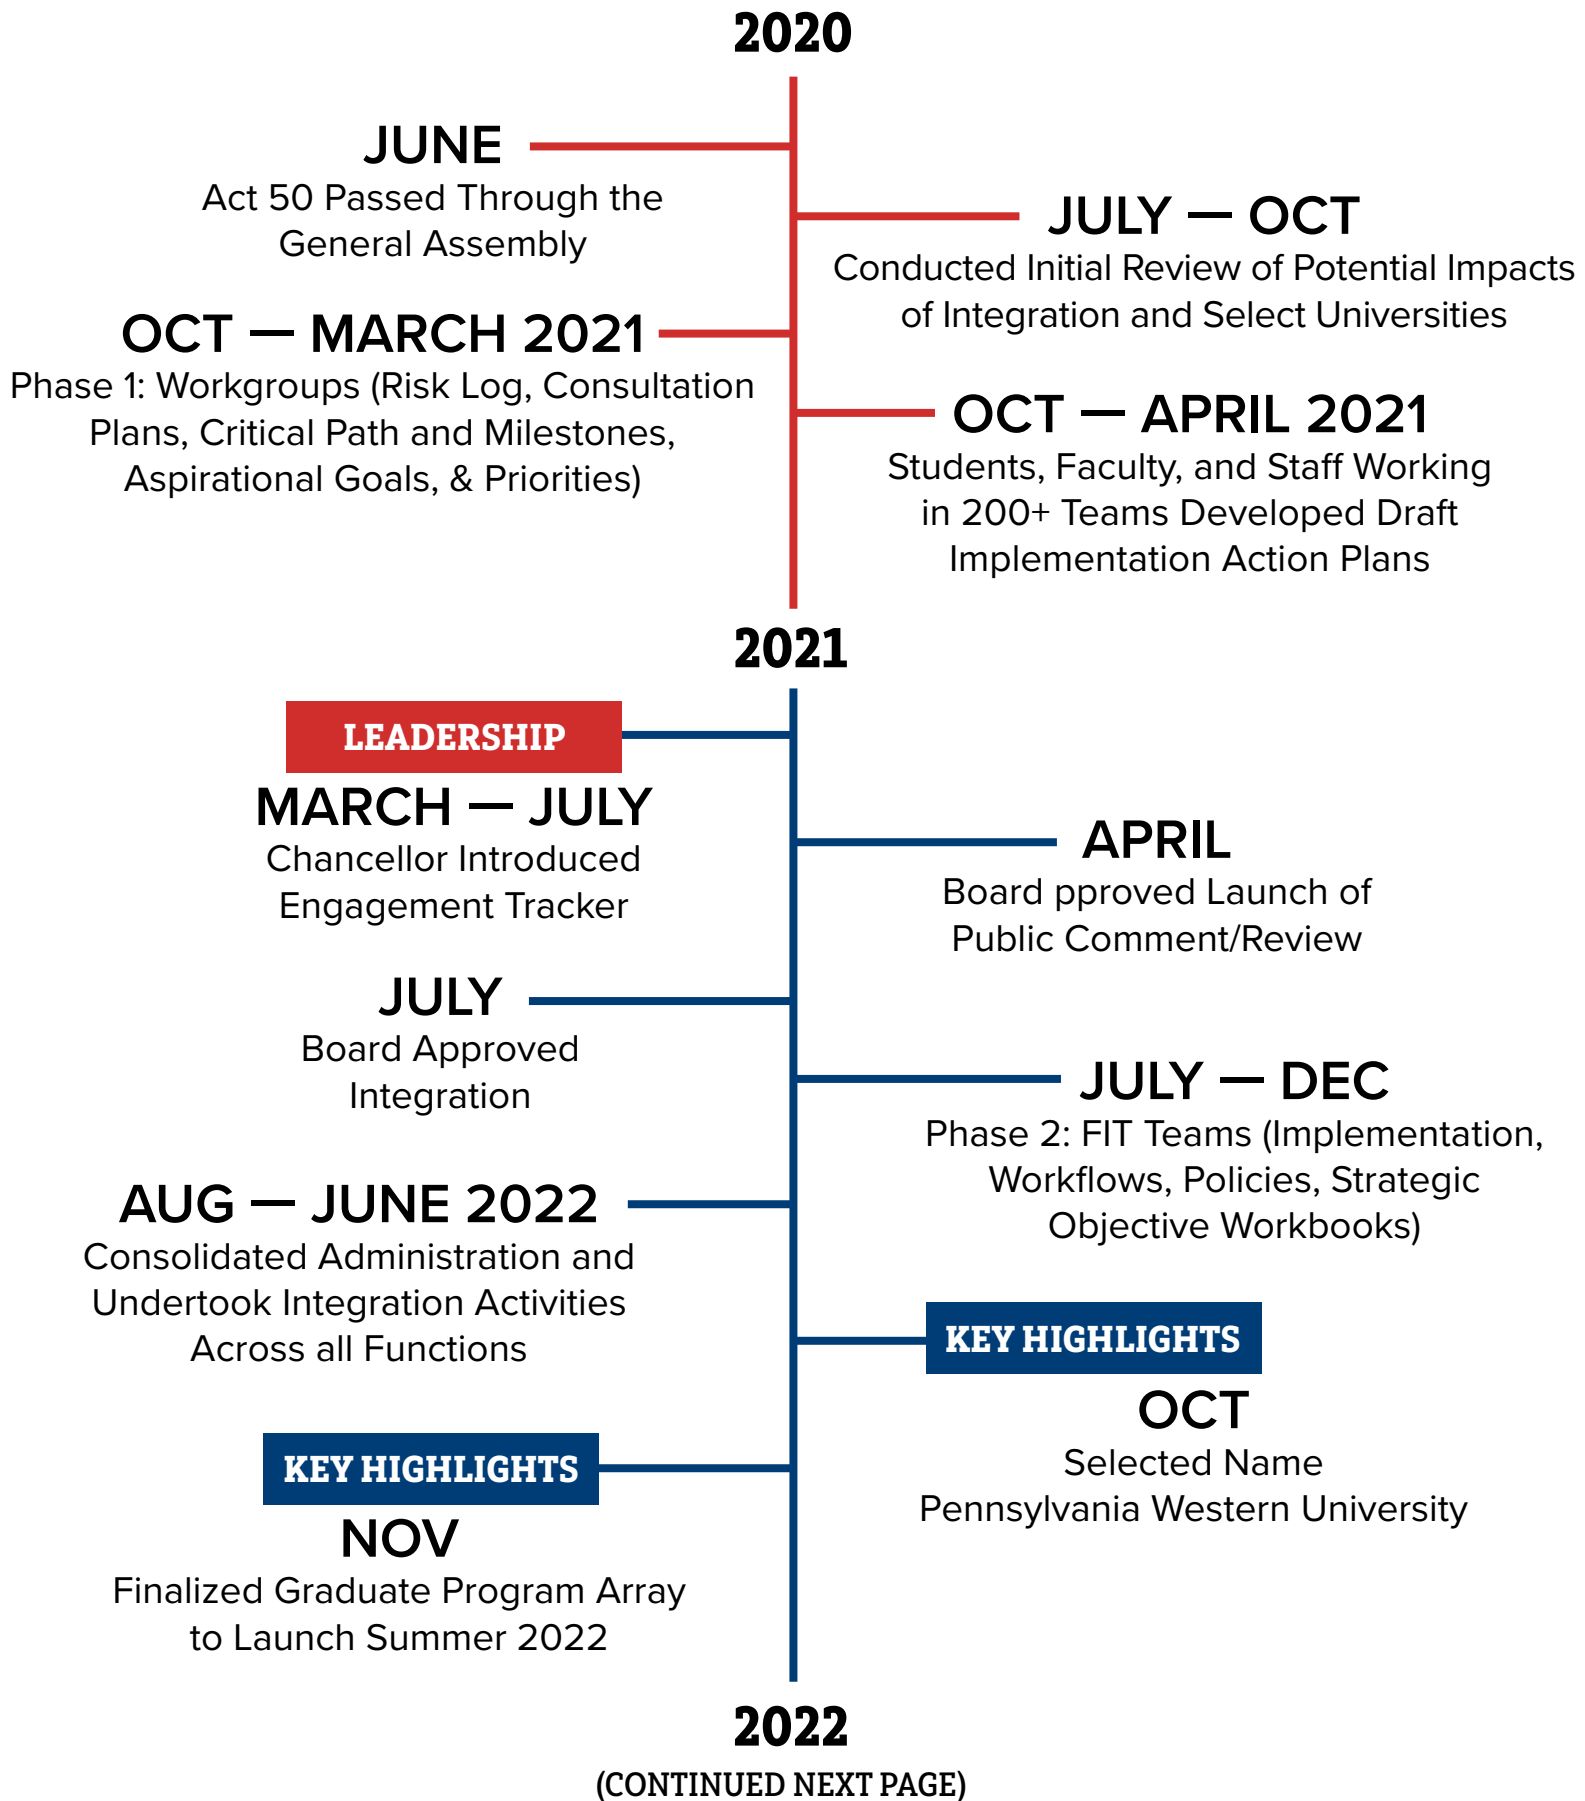 2020
JUNE
Act 50 Passed Through the
General Assembly
JULY — OCT
Conducted Initial Review of Potential Impacts
of Integration and Select Universities
OCT — MARCH 2021
Phase 1: Workgroups (Risk Log, Consultation
Plans, Critical Path and Milestones,
Aspirational Goals, & Priorities)
OCT — APRIL 2021
Students, Faculty, and Staff Working
in 200+ Teams Developed Draft
Implementation Action Plans
2021
LEADERSHIP
MARCH — JULY
Chancellor Introduced
Engagement Tracker
APRIL
Board pproved Launch of
Public Comment/Review
JULY
Board Approved
Integration
JULY — DEC
Phase 2: FIT Teams (Implementation,
Workflows, Policies, Strategic
Objective Workbooks)
AUG — JUNE 2022
Consolidated Administration and
Undertook Integration Activities
Across all Functions
KEY HIGHLIGHTS
OCT
Selected Name
Pennsylvania Western University
KEY HIGHLIGHTS
NOV
Finalized Graduate Program Array
to Launch Summer 2022
2022
(CONTINUED NEXT PAGE)